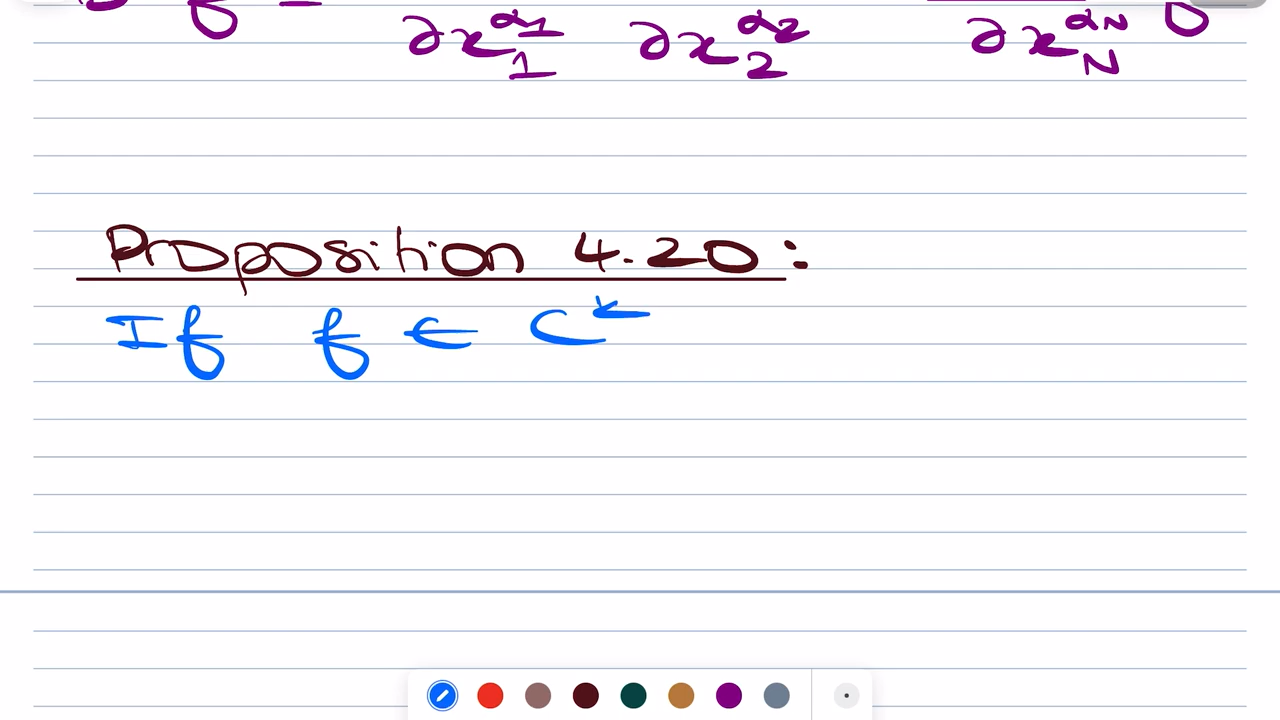 ∂x₁^α₁ ∂x₂^α₂ ∂x_N^α_N
Proposition 4.20:
If f ∈ C^k